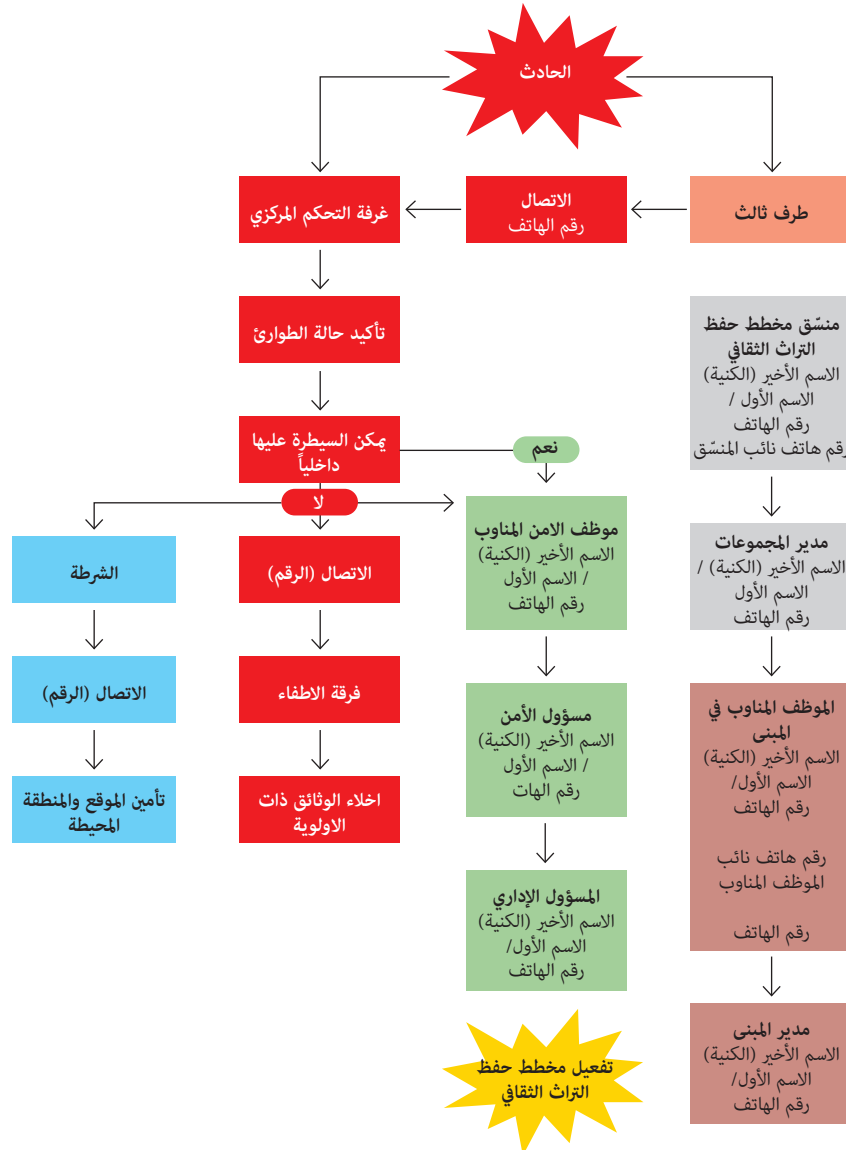 الحادث
طرف ثالث
الاتصال
رقم الهاتف
غرفة التحكم المركزي
تأكيد حالة الطوارئ
يمكن السيطرة عليها
داخلياً
نعم
لا
منسّق مخطط حفظ
التراث الثقافي
الاسم الأخير (الكنية)
الاسم الأول /
رقم الهاتف
رقم هاتف نائب المنسّق
مدير المجموعات
الاسم الأخير (الكنية) /
الاسم الأول
رقم الهاتف
الموظف المناوب في
المبنى
الاسم الأخير (الكنية)
الاسم الأول/
رقم الهاتف
رقم هاتف نائب
الموظف المناوب
رقم الهاتف
مدير المبنى
الاسم الأخير (الكنية)
الاسم الأول/
رقم الهاتف
موظف الامن المناوب
الاسم الأخير (الكنية)
/ الاسم الأول
رقم الهاتف
مسؤول الأمن
الاسم الأخير (الكنية)
/ الاسم الأول
رقم الهات
المسؤول الإداري
الاسم الأخير (الكنية)
الاسم الأول/
رقم الهاتف
تفعيل مخطط حفظ
التراث الثقافي
الاتصال (الرقم)
فرقة الاطفاء
اخلاء الوثائق ذات
الاولوية
الشرطة
الاتصال (الرقم)
تأمين الموقع والمنطقة
المحيطة